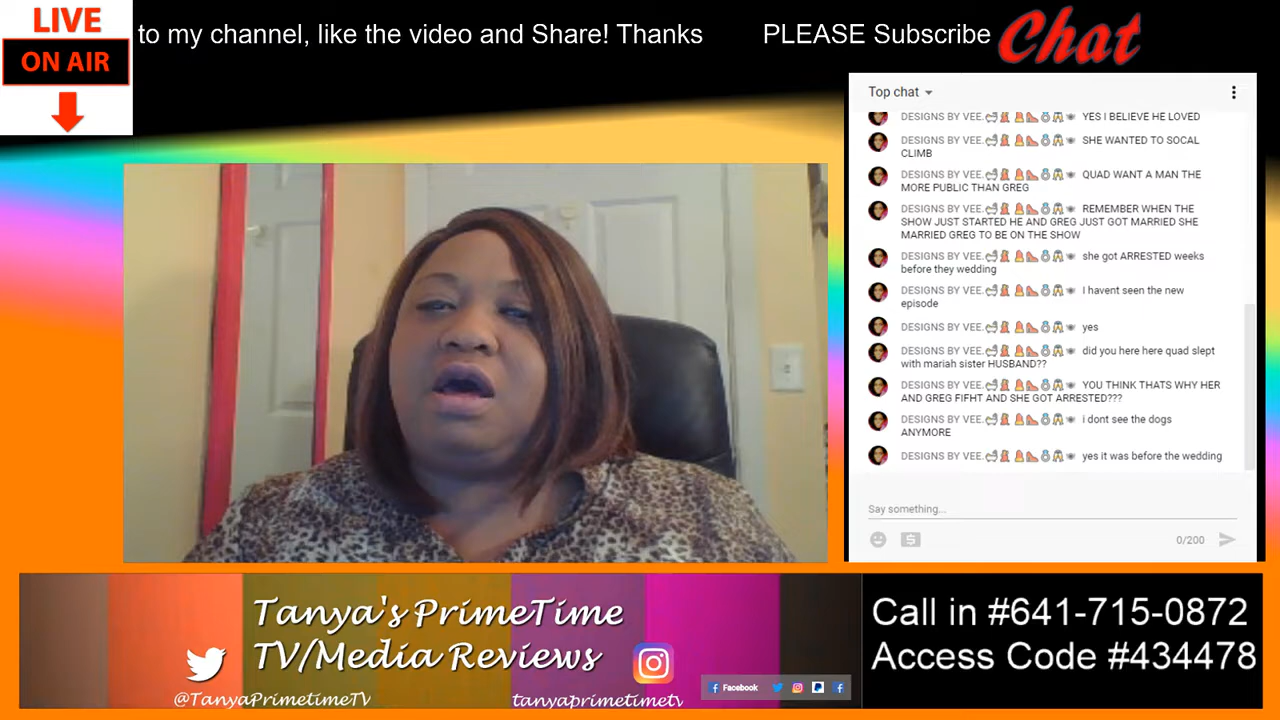 LIVE
ON AIR
to my channel, like the video and Share! Thanks PLEASE Subscribe
Chat
Top chat
DESIGNS BY VEE. YES I BELIEVE HE LOVED
DESIGNS BY VEE. SHE WANTED TO SOCAL
CLIMB
DESIGNS BY VEE. QUAD WANT A MAN THE
MORE PUBLIC THAN GREG
DESIGNS BY VEE. REMEMBER WHEN THE
SHOW JUST STARTED HE AND GREG JUST GOT MARRIED SHE
MARRIED GREG TO BE ON THE SHOW
DESIGNS BY VEE. she got ARRESTED weeks
before they wedding
DESIGNS BY VEE. I havent seen the new
episode
DESIGNS BY VEE. yes
DESIGNS BY VEE. did you here here quad slept
with mariah sister HUSBAND??
DESIGNS BY VEE. YOU THINK THATS WHY HER
AND GREG FIFHT AND SHE GOT ARRESTED???
DESIGNS BY VEE. i dont see the dogs
ANYMORE
DESIGNS BY VEE. yes it was before the wedding
Say something...
0/200
Tanya's PrimeTime
TV/Media Reviews
@TanyaPrimetimeTV
tanyaprimetimetv
Facebook
Call in #641-715-0872
Access Code #434478